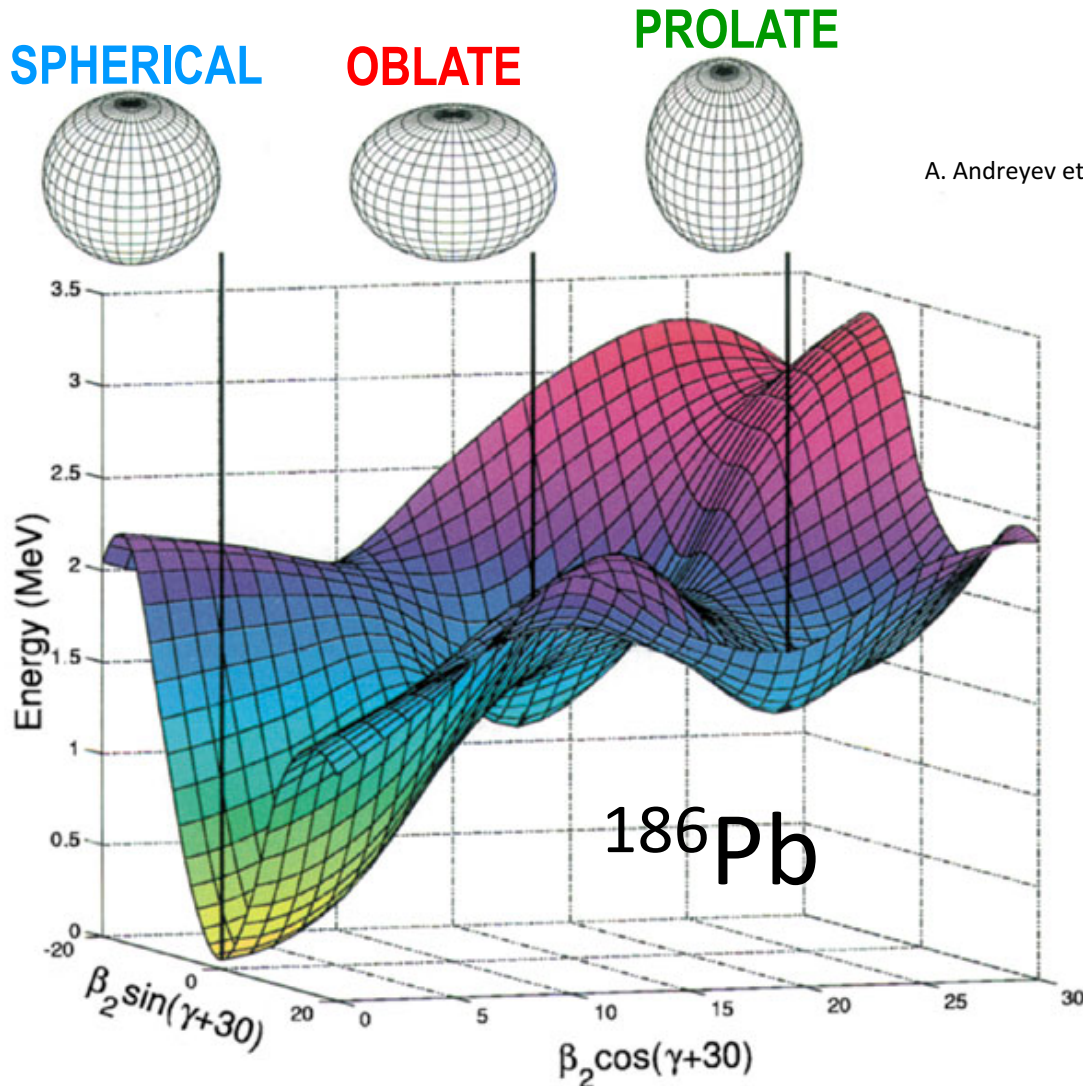 SPHERICAL OBLATE PROLATE
A. Andreyev et
3.5
3
2.5
2
1.5
1
0.5
0
Energy (MeV)
-20
0
20
β₂sin(γ+30)
0 5 10 15 20 25 30
β₂cos(γ+30)
¹⁸⁶Pb